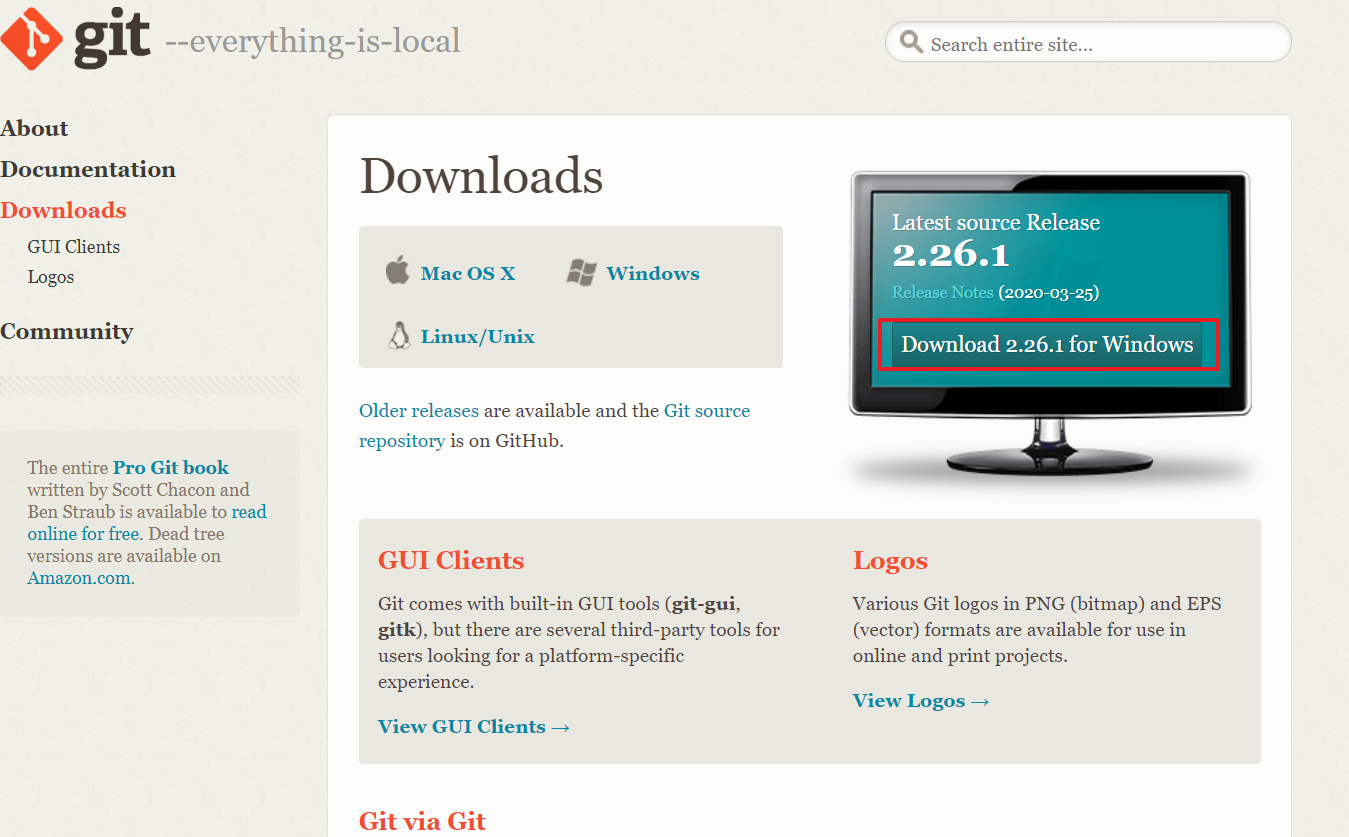 git --everything-is-local
Search entire site...
About
Documentation
Downloads
GUI Clients
Logos
Community
The entire Pro Git book
written by Scott Chacon and
Ben Straub is available to read
online for free. Dead tree
versions are available on
Amazon.com.
Downloads
Mac OS X
Windows
Linux/Unix
Older releases are available and the Git source
repository is on GitHub.
Latest source Release
2.26.1
Release Notes (2020-03-25)
Download 2.26.1 for Windows
GUI Clients
Git comes with built-in GUI tools (git-gui,
gitk), but there are several third-party tools for
users looking for a platform-specific
experience.
View GUI Clients →
Logos
Various Git logos in PNG (bitmap) and EPS
(vector) formats are available for use in
online and print projects.
View Logos →
Git via Git